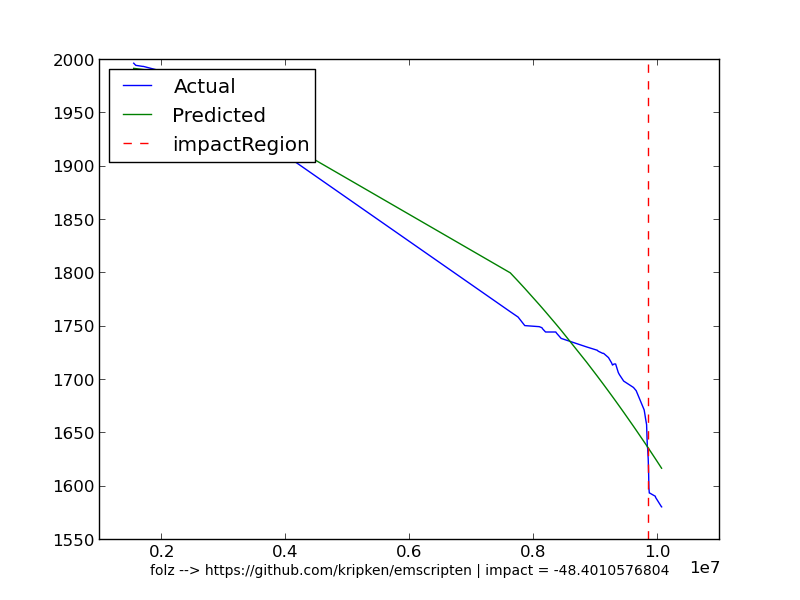 2000
1950
1900
1850
1800
1750
1700
1650
1600
1550
Actual
Predicted
impactRegion
0.2 0.4 0.6 0.8 1.0
1e7
folz --> https://github.com/kripken/emscripten | impact = -48.4010576804